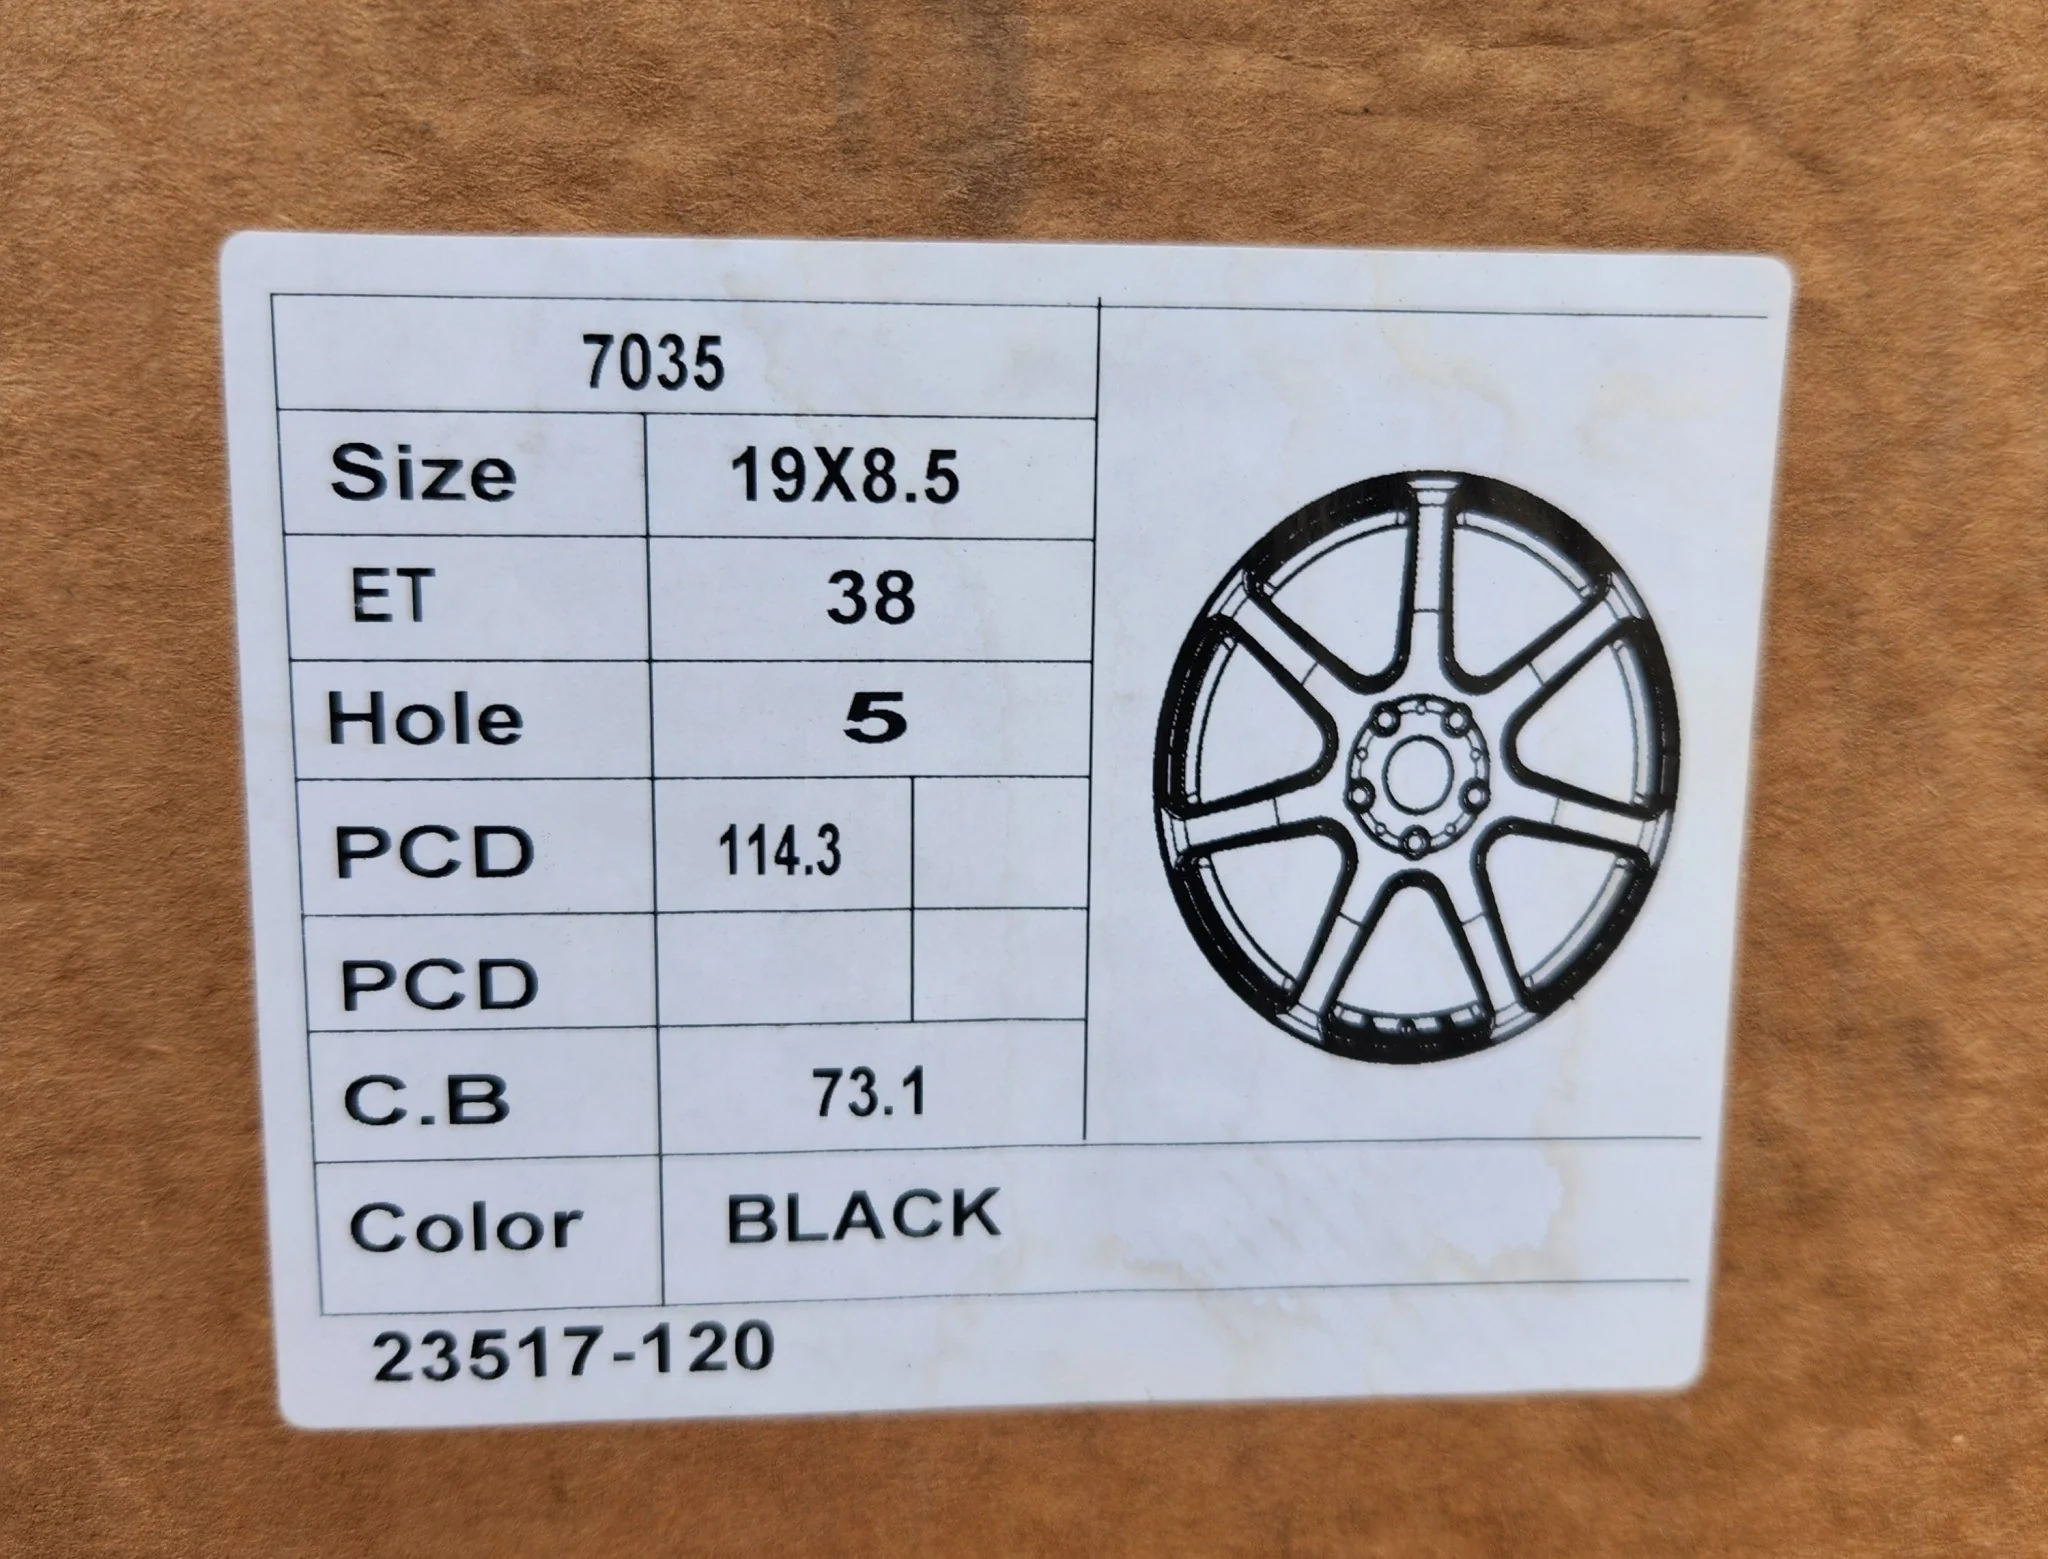 7035
Size 19X8.5
ET 38
Hole 5
PCD 114.3
PCD
C.B 73.1
Color BLACK
23517-120